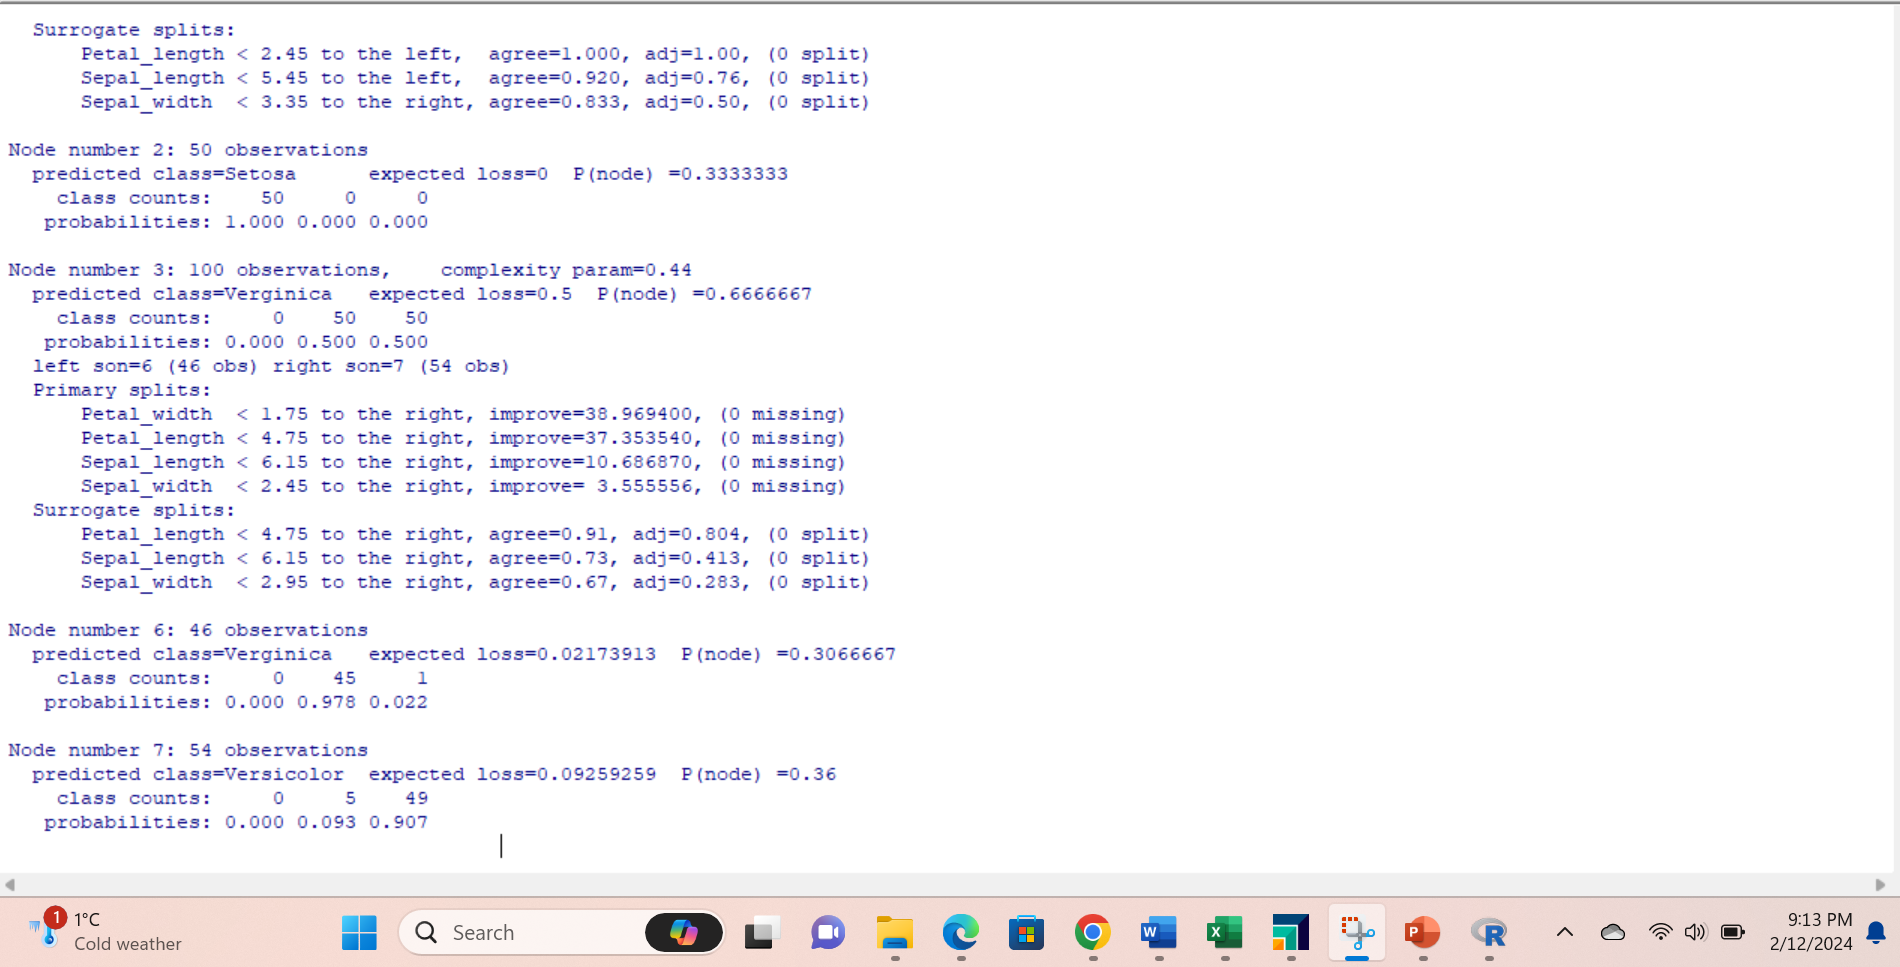 Surrogate splits:
Petal_length < 2.45 to the left,  agree=1.000, adj=1.00, (0 split)
Sepal_length < 5.45 to the left,  agree=0.920, adj=0.76, (0 split)
Sepal_width  < 3.35 to the right, agree=0.833, adj=0.50, (0 split)
Node number 2: 50 observations
predicted class=Setosa      expected loss=0  P(node) =0.3333333
class counts:    50     0     0
probabilities: 1.000 0.000 0.000
Node number 3: 100 observations,    complexity param=0.44
predicted class=Verginica   expected loss=0.5  P(node) =0.6666667
class counts:     0    50    50
probabilities: 0.000 0.500 0.500
left son=6 (46 obs) right son=7 (54 obs)
Primary splits:
Petal_width  < 1.75 to the right, improve=38.969400, (0 missing)
Petal_length < 4.75 to the right, improve=37.353540, (0 missing)
Sepal_length < 6.15 to the right, improve=10.686870, (0 missing)
Sepal_width  < 2.45 to the right, improve= 3.555556, (0 missing)
Surrogate splits:
Petal_length < 4.75 to the right, agree=0.91, adj=0.804, (0 split)
Sepal_length < 6.15 to the right, agree=0.73, adj=0.413, (0 split)
Sepal_width  < 2.95 to the right, agree=0.67, adj=0.283, (0 split)
Node number 6: 46 observations
predicted class=Verginica   expected loss=0.02173913  P(node) =0.3066667
class counts:     0    45     1
probabilities: 0.000 0.978 0.022
Node number 7: 54 observations
predicted class=Versicolor  expected loss=0.09259259  P(node) =0.36
class counts:     0     5    49
probabilities: 0.000 0.093 0.907
1
1°C
Cold weather
Search
W
X
P
R
9:13 PM
2/12/2024